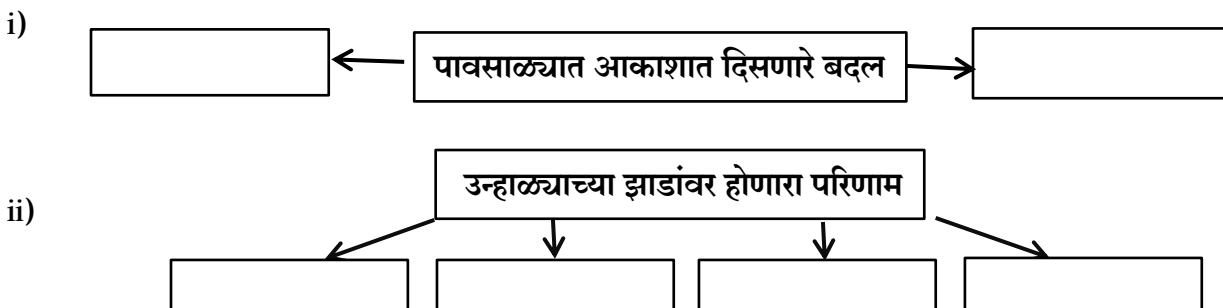 i)
पावसाळ्यात आकाशात दिसणारे बदल
उन्हाळ्याच्या झाडांवर होणारा परिणाम
ii)